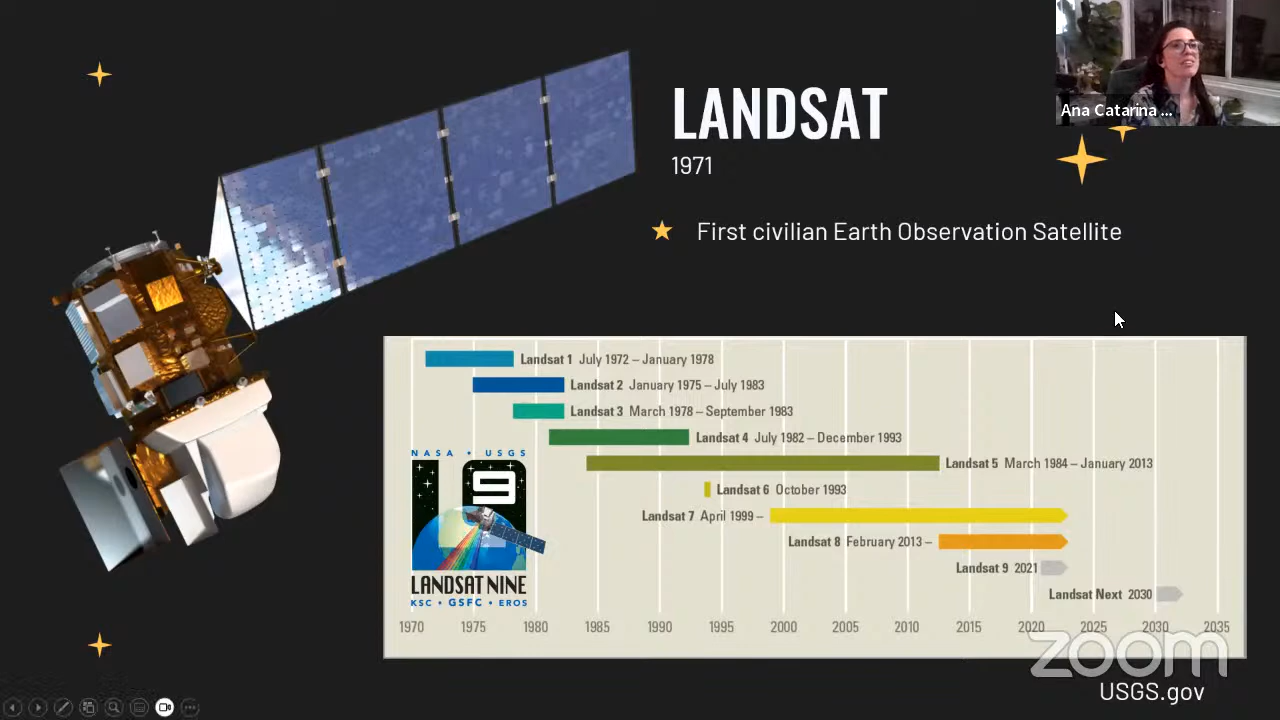 LANDSAT
1971
First civilian Earth Observation Satellite
Ana Catarina ...
Landsat 1 July 1972 – January 1978
Landsat 2 January 1975 – July 1983
Landsat 3 March 1978 – September 1983
Landsat 4 July 1982 – December 1993
Landsat 5 March 1984 – January 2013
Landsat 6 October 1993
Landsat 7 April 1999 –
Landsat 8 February 2013 –
Landsat 9 2021
Landsat Next 2030
NASA • USGS
L9
LANDSAT NINE
KSC • GSFC • EROS
1970 1975 1980 1985 1990 1995 2000 2005 2010 2015 2020 2025 2030 2035
zoom
USGS.gov